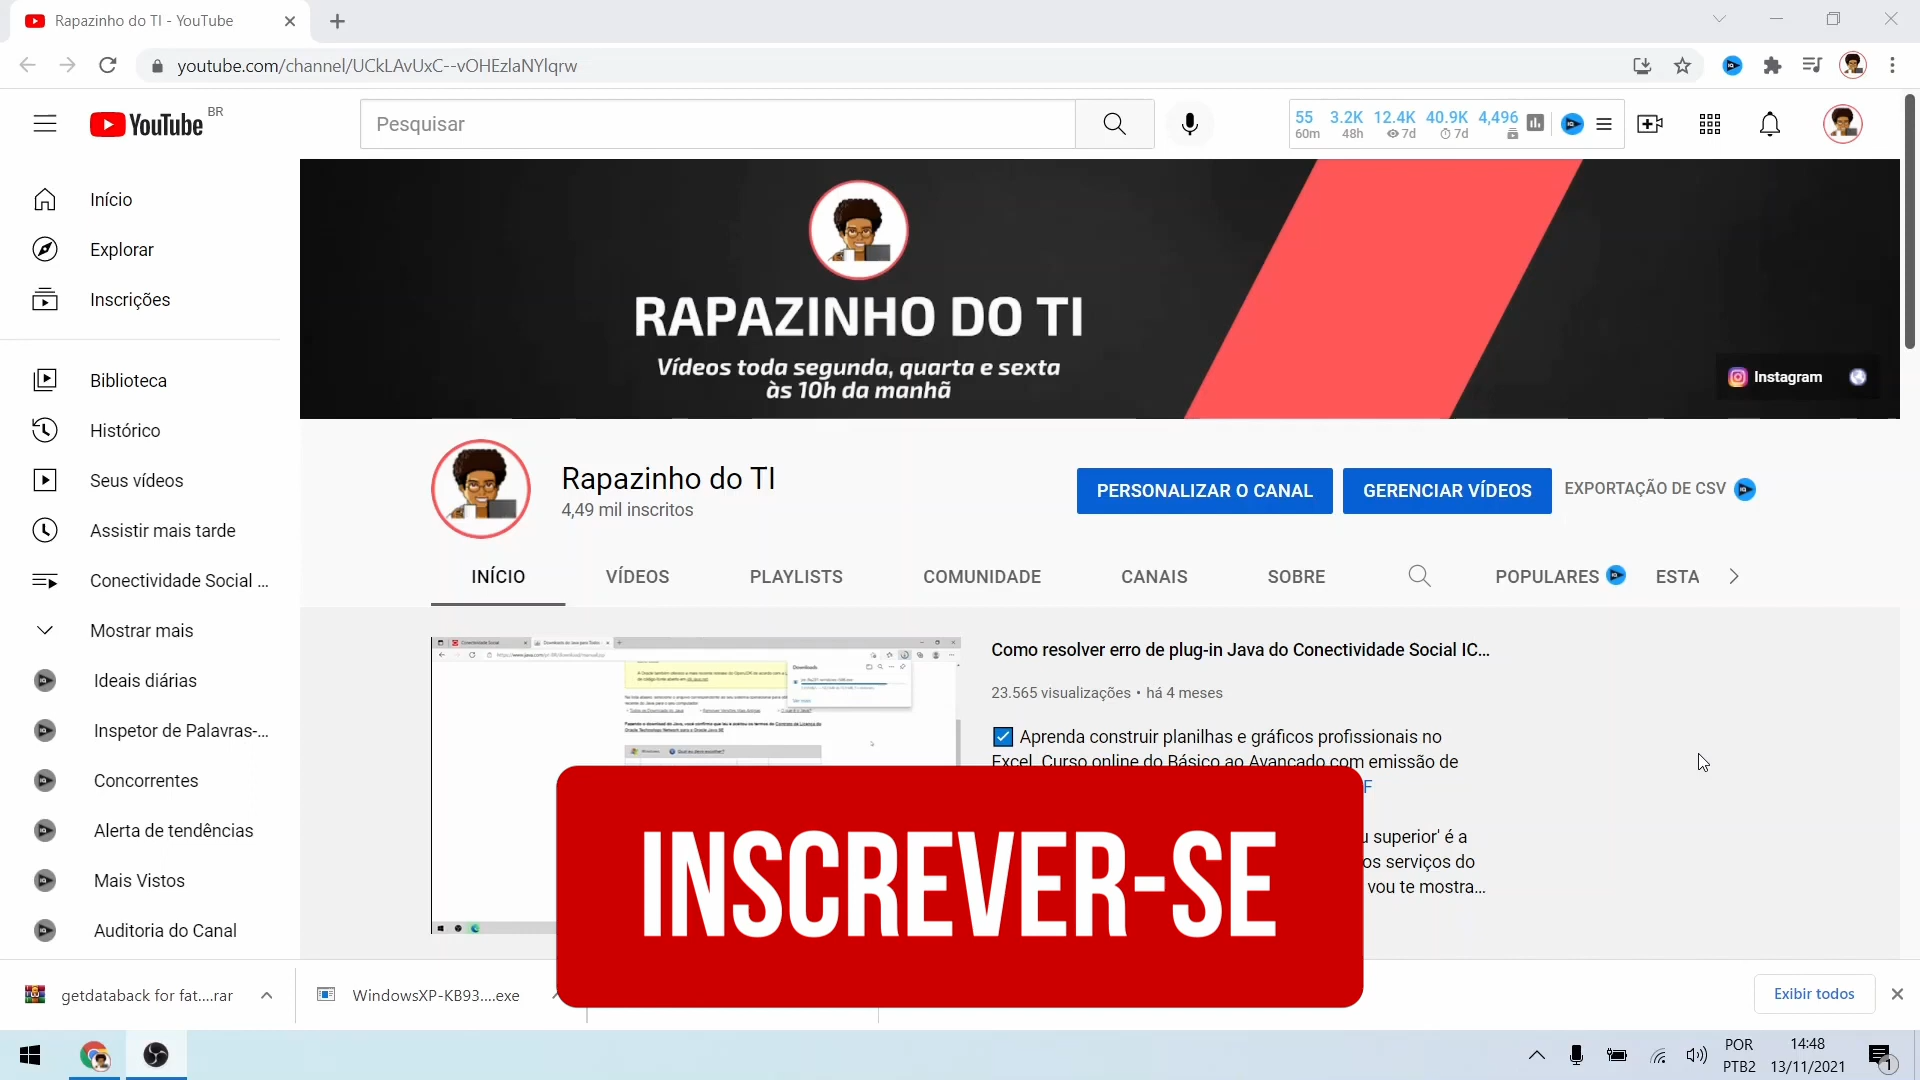 Rapazinho do TI - YouTube
youtube.com/channel/UCkLAvUxC--vOHEzlaNYlqrw
YouTube BR
Pesquisar
55 3.2K 12.4K 40.9K 4,496
60m 48h 7d 7d
Início
Explorar
Inscrições
Biblioteca
Histórico
Seus vídeos
Assistir mais tarde
Conectividade Social ...
Mostrar mais
Ideais diárias
Inspetor de Palavras-...
Concorrentes
Alerta de tendências
Mais Vistos
Auditoria do Canal
RAPAZINHO DO TI
Vídeos toda segunda, quarta e sexta
às 10h da manhã
Instagram
Rapazinho do TI
4,49 mil inscritos
PERSONALIZAR O CANAL
GERENCIAR VÍDEOS
EXPORTAÇÃO DE CSV
INÍCIO VÍDEOS PLAYLISTS COMUNIDADE CANAIS SOBRE POPULARES ESTA
Como resolver erro de plug-in Java do Conectividade Social IC...
23.565 visualizações • há 4 meses
Aprenda construir planilhas e gráficos profissionais no
Excel. Curso online do Básico ao Avançado com emissão de
F
superior' é a
os serviços do
vou te mostra...
INSCREVER-SE
getdataback for fat....rar
WindowsXP-KB93....exe
Exibir todos
POR 14:48
PTB2 13/11/2021
1